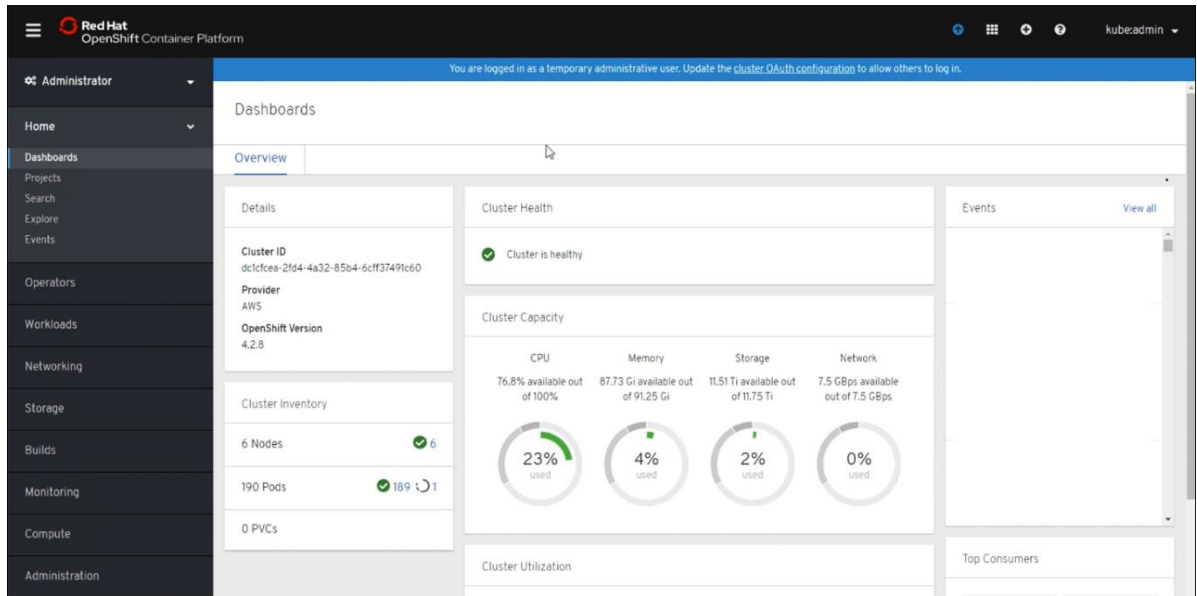 Red Hat
OpenShift Container Platform
kube:admin
Administrator
You are logged in as a temporary administrative user. Update the cluster OAuth configuration to allow others to log in.
Home
Dashboards
Projects
Search
Explore
Events
Operators
Workloads
Networking
Storage
Builds
Monitoring
Compute
Administration
Dashboards
Overview
Details
Cluster ID
dc1cfcea-2fd4-4a32-85b4-6cff37491c60
Provider
AWS
OpenShift Version
4.2.8
Cluster Inventory
6 Nodes 6
190 Pods 189 1
0 PVCs
Cluster Health
Cluster is healthy
Cluster Capacity
CPU Memory Storage Network
76.8% available out 87.73 Gi available out 11.51 Ti available out 7.5 GBps available
of 100% of 91.25 Gi of 11.75 Ti out of 7.5 GBps
23% 4% 2% 0%
used used used used
Cluster Utilization
Events View all
Top Consumers